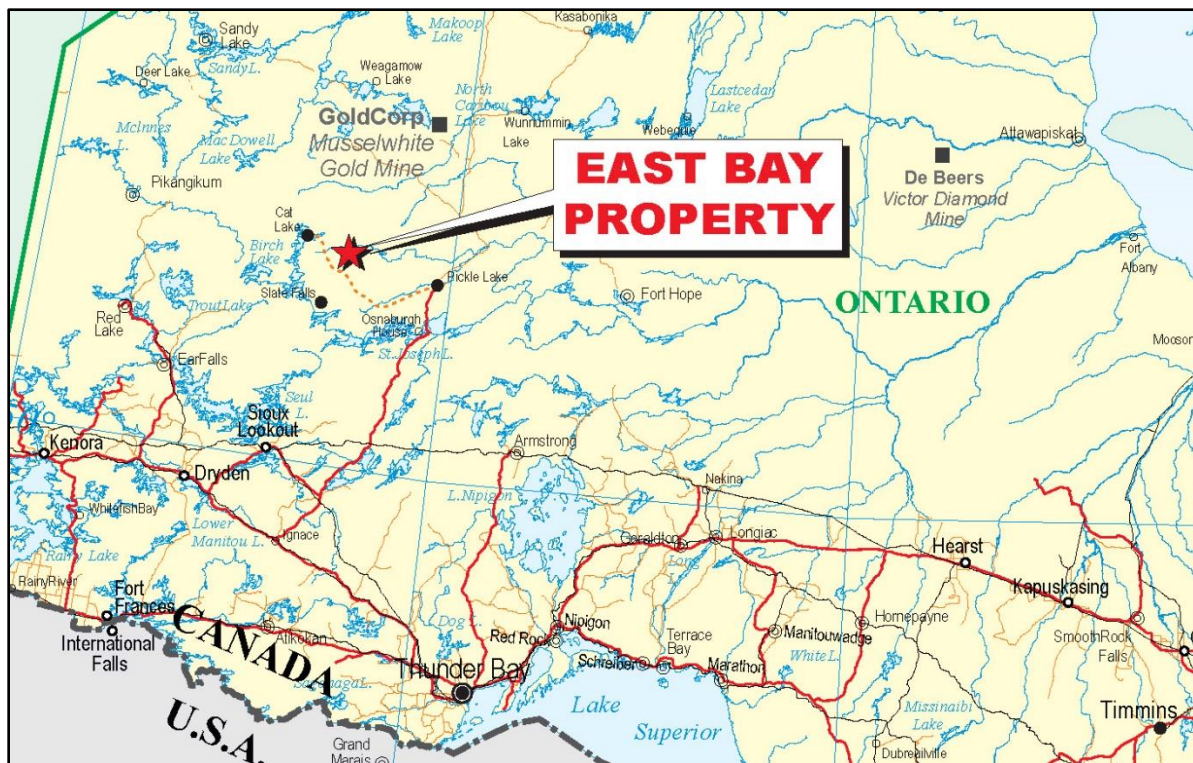 Sandy
Lake
Sandy L.
Deer Lake
Makoop
Lake
Kasabonika
Weagamow
Lake
North
Caribou
Lake
GoldCorp
Musselwhite
Gold Mine
Wunnummin
Lake
Lastcedar
Lake
Webequie
Attawapiskat
McInnes
L.
MacDowell
Lake
Pikangikum
EAST BAY
PROPERTY
De Beers
Victor Diamond
Mine
Cat
Lake
Birch
Lake
Slate Falls
Pickle Lake
Fort Hope
Fort
Albany
ONTARIO
Trout Lake
Red
Lake
Osnaburgh
House
St. Joseph L.
Ear Falls
Mooson
Seul
L.
Sioux
Lookout
Kenora
Dryden
Armstrong
Nakina
L. Nipigon
Whitefish Bay
Lower
Manitou L.
Ignace
Geraldton
Longlac
Long
L.
Hearst
Rainy Lake
Rainy River
Fort
Frances
International
Falls
CANADA
U.S.A.
Atikokan
Dog L.
Thunder Bay
Red Rock
Nipigon
Schreiber
Terrace
Bay
Marathon
Manitouwadge
White L.
Hornepayne
Kapuskasing
Smooth Rock
Falls
Lake
Superior
Missinaibi
Lake
Timmins
Dubreuilville
Grand
Marais